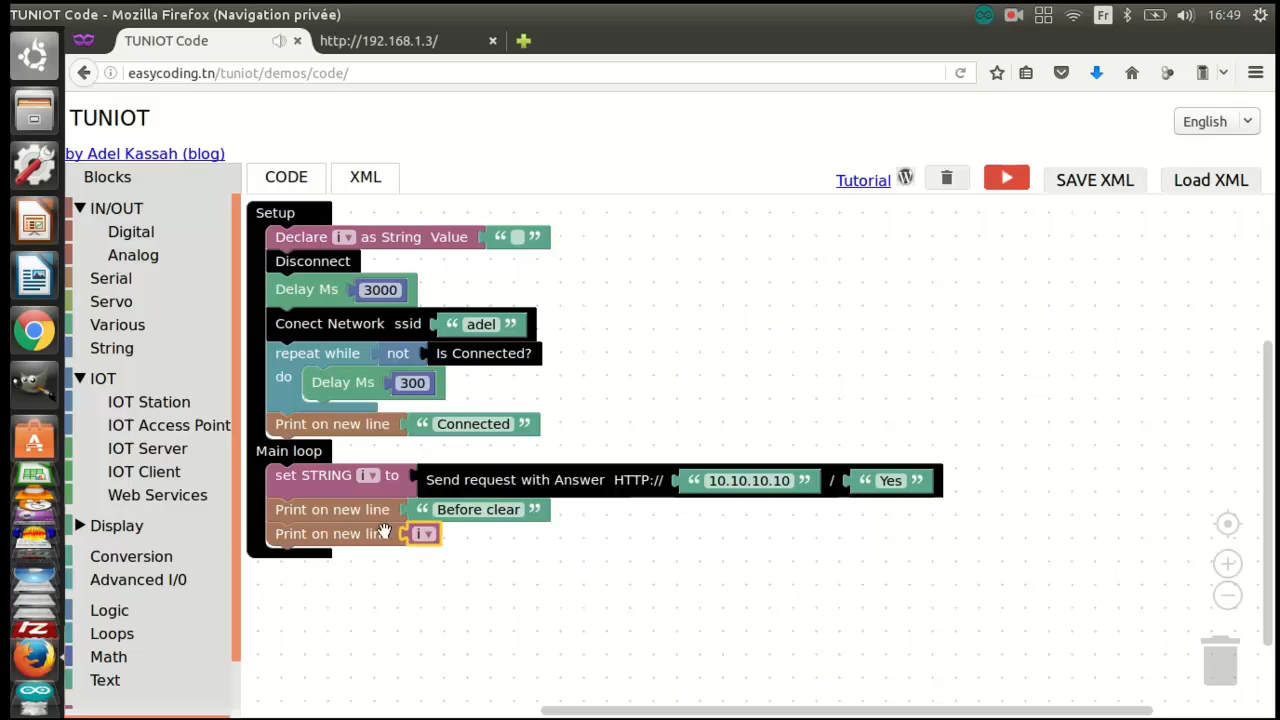 TUNIOT Code - Mozilla Firefox (Navigation privée)
Fr
16:49
TUNIOT Code
http://192.168.1.3/
easycoding.tn/tuniot/demos/code/
TUNIOT
English
by Adel Kassah (blog)
Blocks
CODE
XML
Tutorial
SAVE XML
Load XML
IN/OUT
Digital
Analog
Serial
Servo
Various
String
IOT
IOT Station
IOT Access Point
IOT Server
IOT Client
Web Services
Display
Conversion
Advanced I/0
Logic
Loops
Math
Text
Setup
Declare i as String Value “ ”
Disconnect
Delay Ms 3000
Conect Network ssid “ adel ”
repeat while not Is Connected?
do Delay Ms 300
Print on new line “ Connected ”
Main loop
set STRING i to Send request with Answer HTTP:// “ 10.10.10.10 ” / “ Yes ”
Print on new line “ Before clear ”
Print on new line i